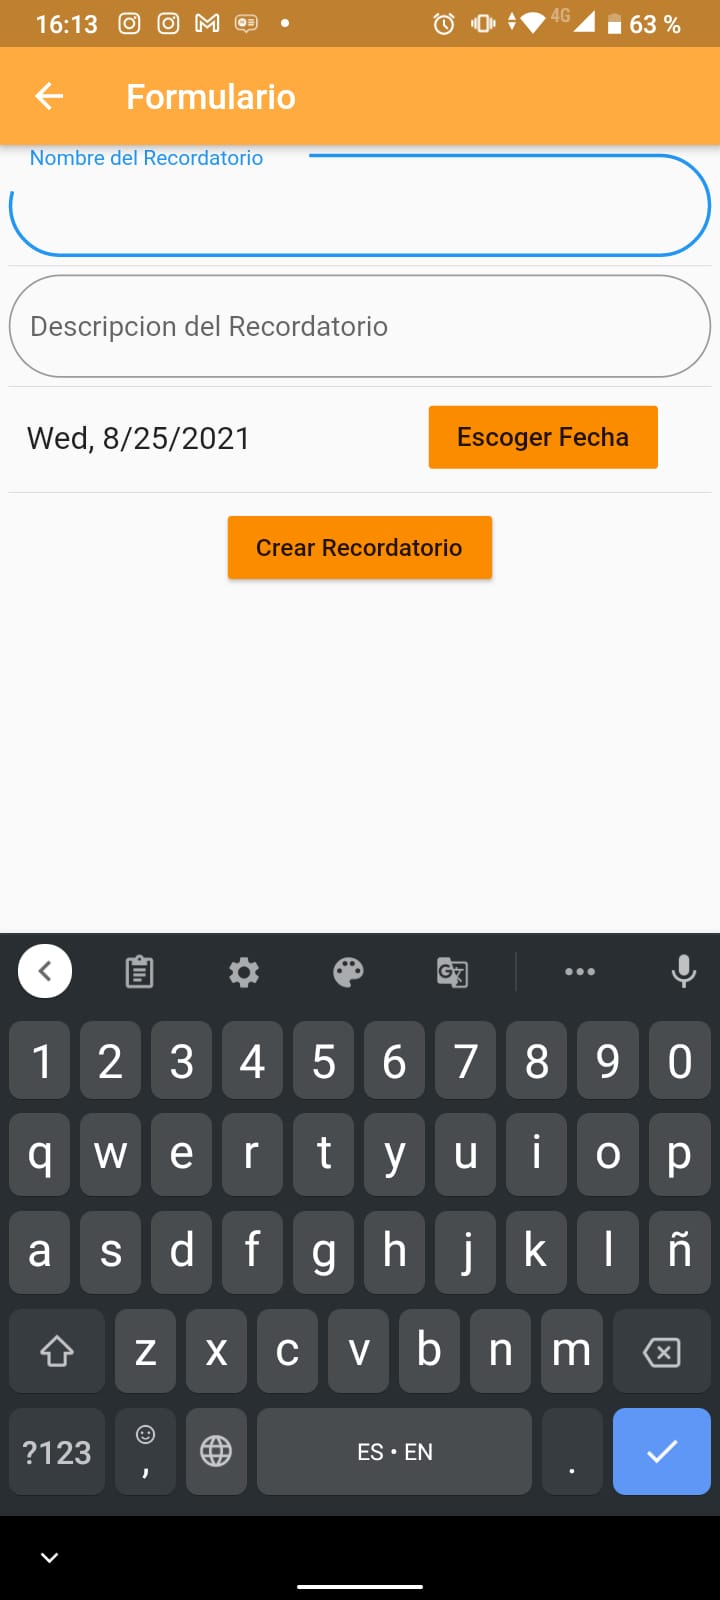 16:13 4G 63 %
Formulario
Nombre del Recordatorio
Descripcion del Recordatorio
Wed, 8/25/2021 Escoger Fecha
Crear Recordatorio
1 2 3 4 5 6 7 8 9 0
q w e r t y u i o p
a s d f g h j k l ñ
z x c v b n m
?123 , ES • EN .